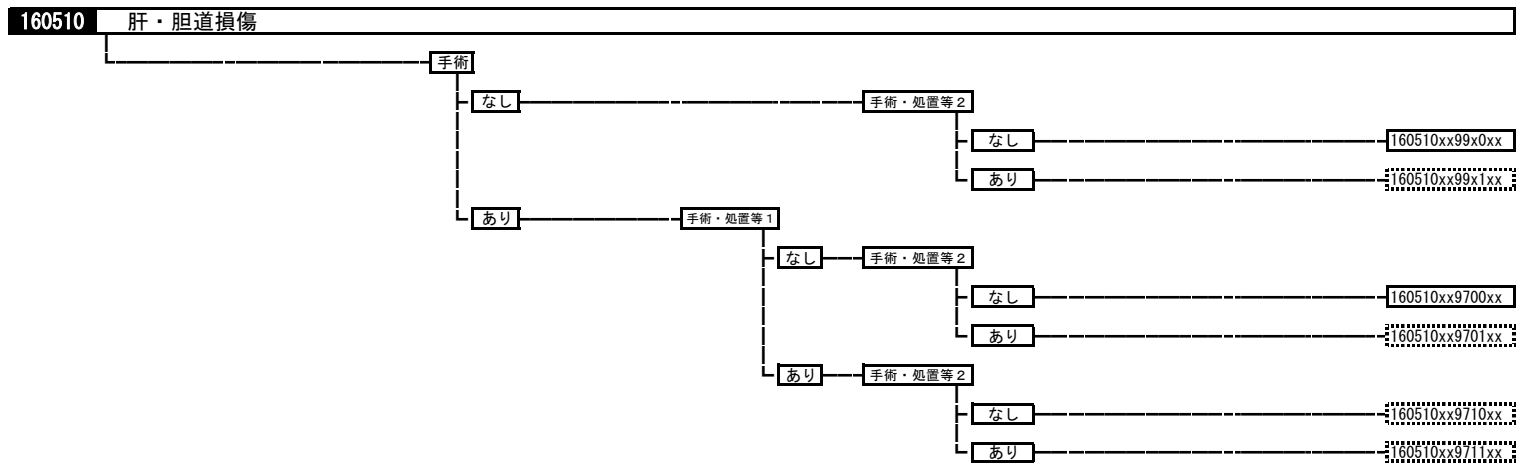 160510 肝・胆道損傷
手術
なし 手術・処置等2
なし 160510xx99x0xx
あり 160510xx99x1xx
あり 手術・処置等1
なし 手術・処置等2
なし 160510xx9700xx
あり 160510xx9701xx
あり 手術・処置等2
なし 160510xx9710xx
あり 160510xx9711xx